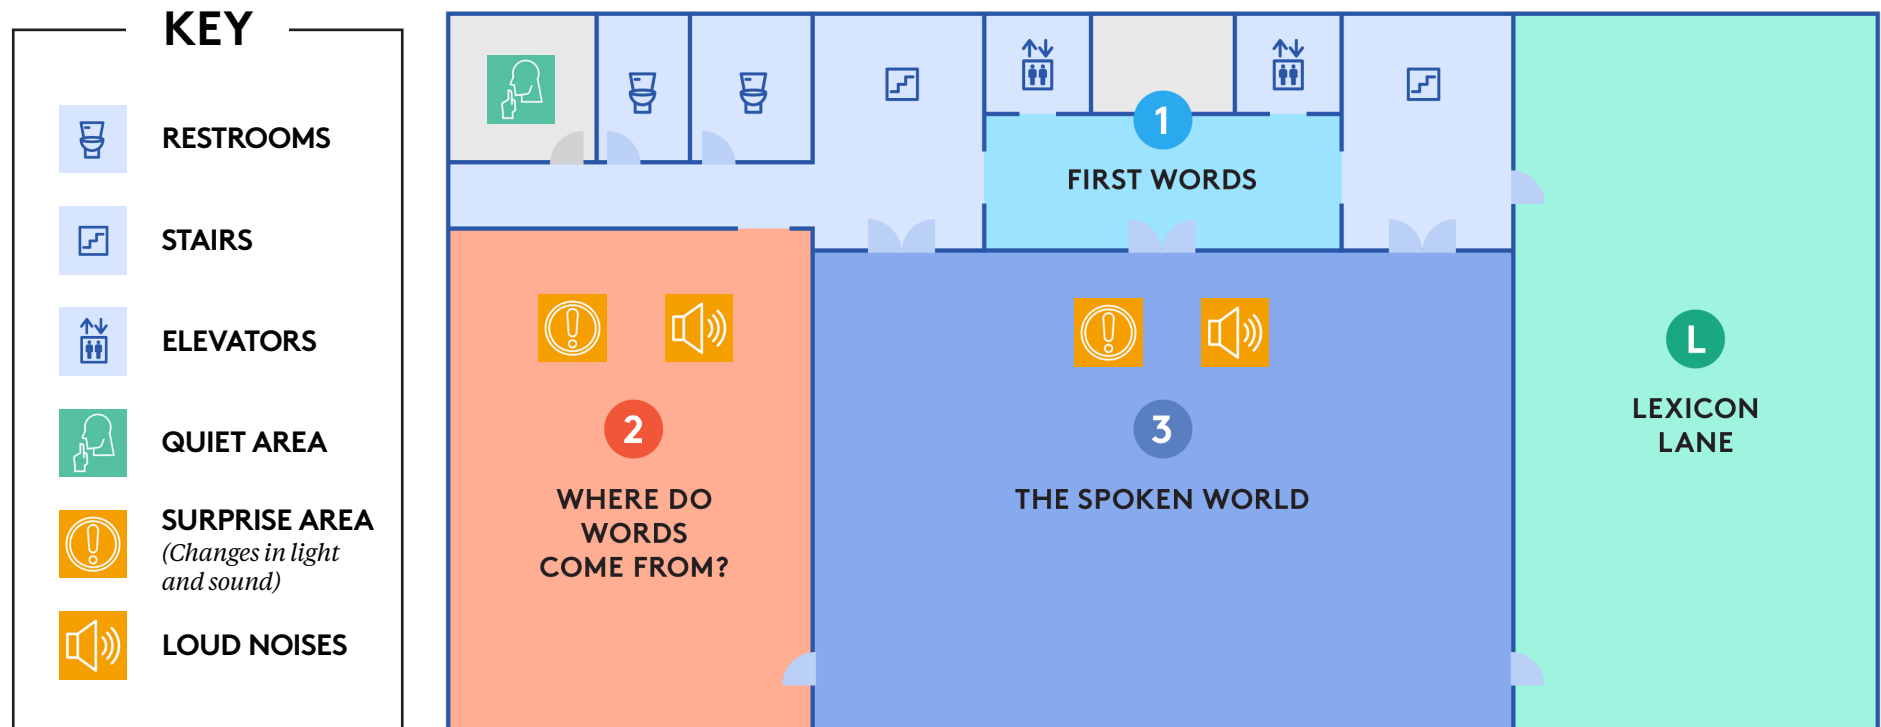 KEY
RESTROOMS
STAIRS
ELEVATORS
QUIET AREA
SURPRISE AREA
(Changes in light
and sound)
LOUD NOISES
1
FIRST WORDS
2
WHERE DO
WORDS
COME FROM?
3
THE SPOKEN WORLD
L
LEXICON
LANE